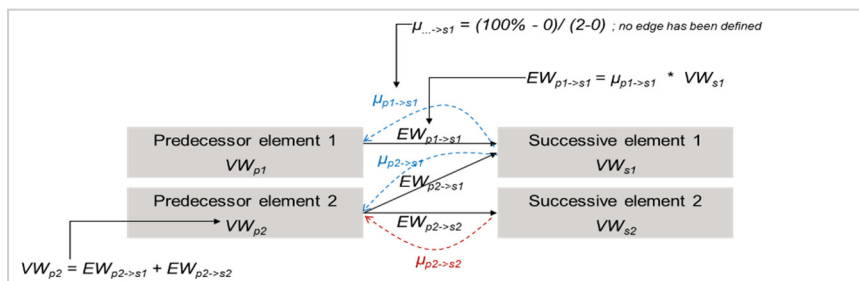 μ...->s1 = (100% - 0)/ (2-0) ; no edge has been defined
EWp1->s1 = μp1->s1 * VWs1
μp1->s1
Predecessor element 1
VWp1
EWp1->s1
Successive element 1
VWs1
μp2->s1
EWp2->s1
Predecessor element 2
VWp2
EWp2->s2
Successive element 2
VWs2
μp2->s2
VWp2 = EWp2->s1 + EWp2->s2